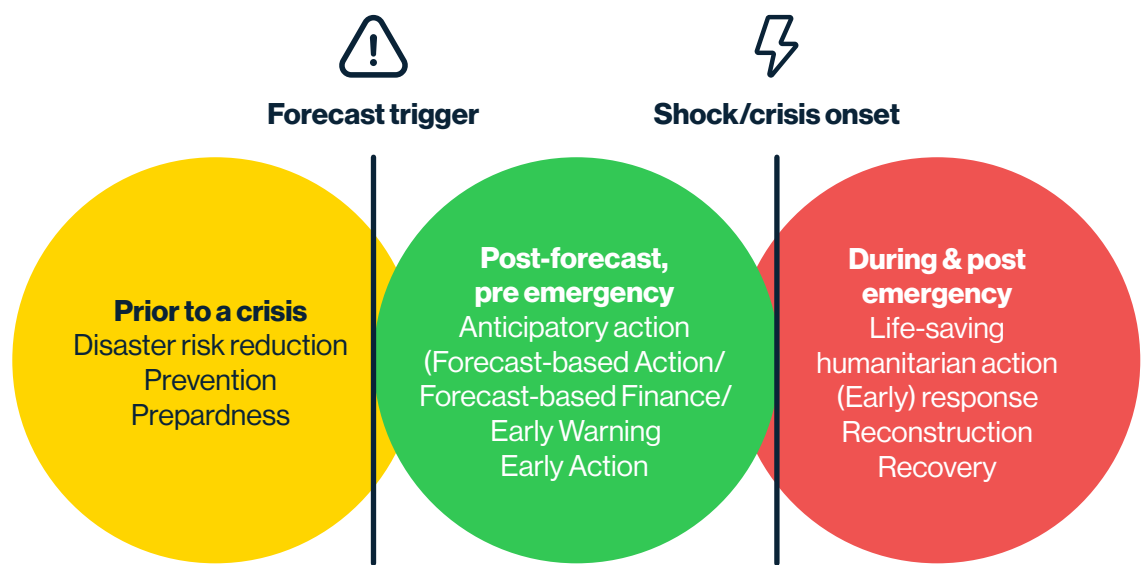 Forecast trigger
Shock/crisis onset
Prior to a crisis
Disaster risk reduction
Prevention
Prepardness
Post-forecast,
pre emergency
Anticipatory action
(Forecast-based Action/
Forecast-based Finance/
Early Warning
Early Action
During & post
emergency
Life-saving
humanitarian action
(Early) response
Reconstruction
Recovery